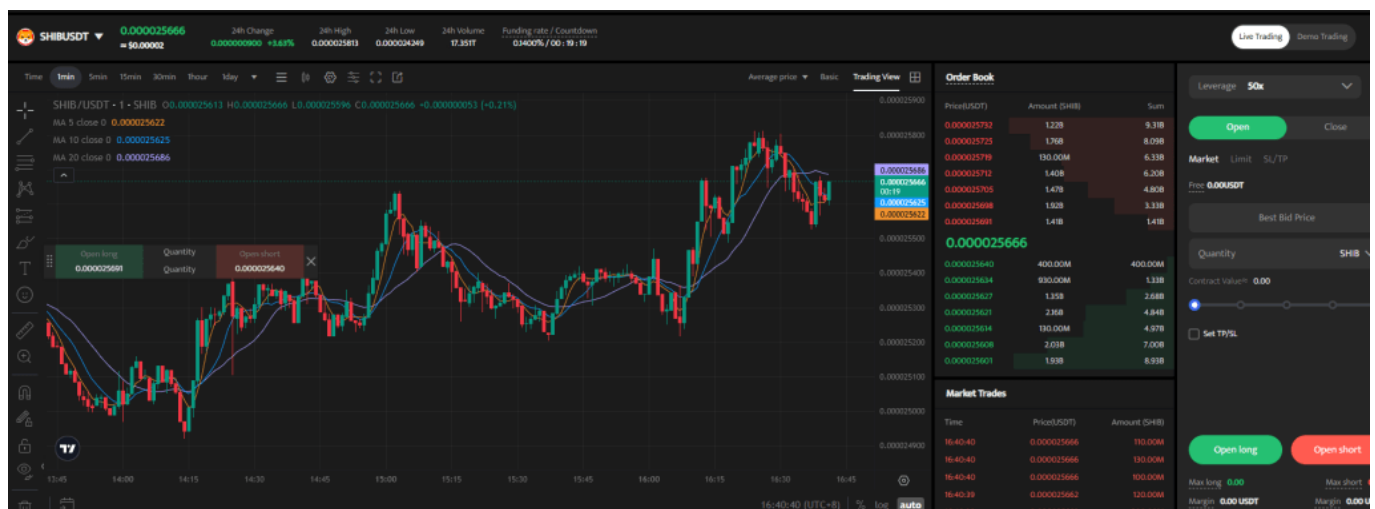 SHIBUSDT 0.000025666 24h Change 24h High 24h Low 24h Volume Funding rate / Countdown Live Trading Demo Trading
≈ $0.00002 0.000000900 +3.63% 0.000025813 0.000024249 17.351T 0.1400% / 00 : 19 : 19
Time 1min 5min 15min 30min 1hour 1day Average price Basic Trading View
SHIB/USDT · 1 · SHIB O0.000025613 H0.000025666 L0.000025596 C0.000025666 +0.000000053 (+0.21%)
MA 5 close 0 0.000025622
MA 10 close 0 0.000025625
MA 20 close 0 0.000025686
0.000025900
0.000025800
0.000025686
0.000025666
00:19
0.000025625
0.000025622
0.000025500
0.000025400
0.000025300
0.000025200
0.000025100
0.000025000
0.000024900
Open long Quantity Open short
0.000025691 Quantity 0.000025640
13:45 14:00 14:15 14:30 14:45 15:00 15:15 15:30 15:45 16:00 16:15 16:30 16:45
16:40:40 (UTC+8) % log auto
Order Book
Price(USDT) Amount (SHIB) Sum
0.000025732 1.22B 9.31B
0.000025725 1.76B 8.09B
0.000025719 130.00M 6.33B
0.000025712 1.40B 6.20B
0.000025705 1.47B 4.80B
0.000025698 1.92B 3.33B
0.000025691 1.41B 1.41B
0.000025666
0.000025640 400.00M 400.00M
0.000025634 930.00M 1.33B
0.000025627 1.35B 2.68B
0.000025621 2.16B 4.84B
0.000025614 130.00M 4.97B
0.000025608 2.03B 7.00B
0.000025601 1.93B 8.93B
Market Trades
Time Price(USDT) Amount (SHIB)
16:40:40 0.000025666 110.00M
16:40:40 0.000025666 130.00M
16:40:40 0.000025666 100.00M
16:40:39 0.000025662 120.00M
Leverage 50x
Open Close
Market Limit SL/TP
Free 0.00USDT
Best Bid Price
Quantity SHIB
Contract Value≈ 0.00
Set TP/SL
Open long Open short
Max long 0.00 Max short
Margin 0.00 USDT Margin 0.00 U